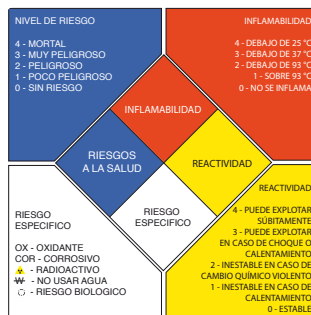 NIVEL DE RIESGO
4 - MORTAL
3 - MUY PELIGROSO
2 - PELIGROSO
1 - POCO PELIGROSO
0 - SIN RIESGO
INFLAMABILIDAD
4 - DEBAJO DE 25 °C
3 - DEBAJO DE 37 °C
2 - DEBAJO DE 93 °C
1 - SOBRE 93 °C
0 - NO SE INFLAMA
INFLAMABILIDAD
RIESGOS
A LA SALUD
REACTIVIDAD
RIESGO
ESPECIFICO
RIESGO
ESPECIFICO
OX - OXIDANTE
COR - CORROSIVO
- RADIOACTIVO
W - NO USAR AGUA
- RIESGO BIOLOGICO
REACTIVIDAD
4 - PUEDE EXPLOTAR
SÚBITAMENTE
3 - PUEDE EXPLOTAR
EN CASO DE CHOQUE O
CALENTAMIENTO
2 - INESTABLE EN CASO DE
CAMBIO QUÍMICO VIOLENTO
1 - INESTABLE EN CASO DE
CALENTAMIENTO
0 - ESTABLE